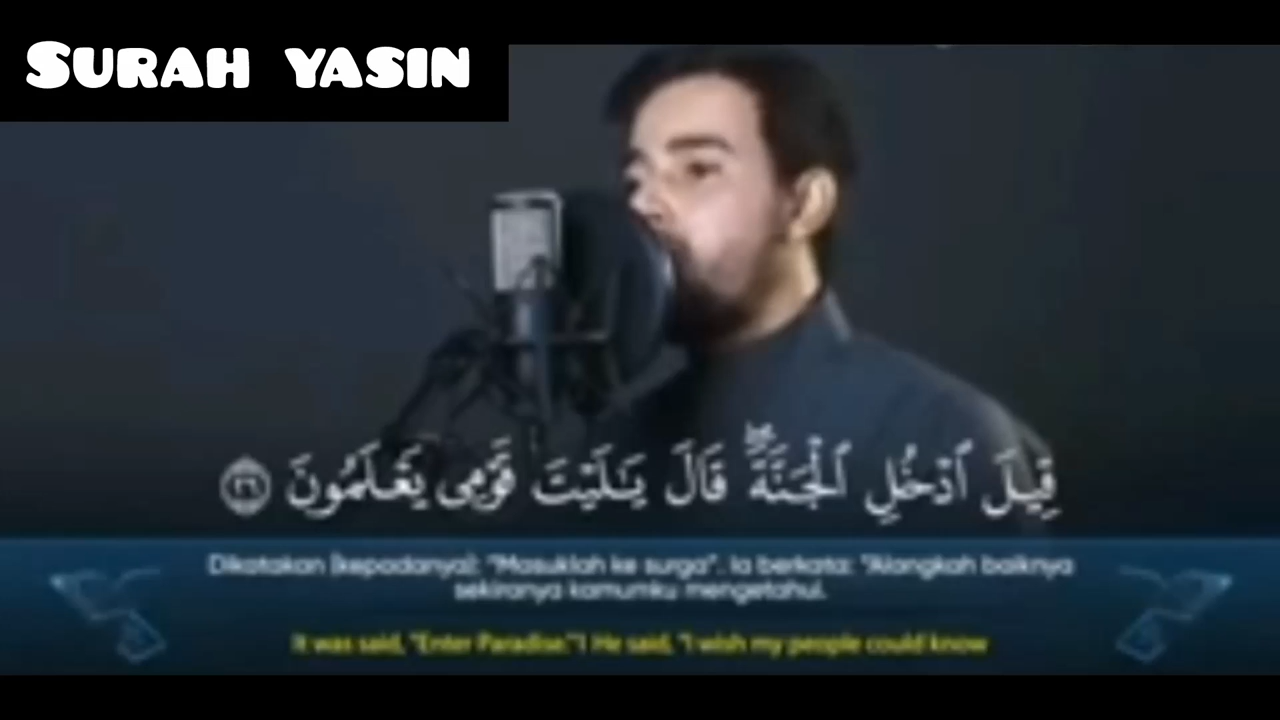 SURAH YASIN
قِيلَ ٱدْخُلِ ٱلْجَنَّةَ ۖ قَالَ يَـٰلَيْتَ قَوْمِى يَعْلَمُونَ ٢٦
Dikatakan (kepadanya): "Masuklah ke surga". Ia berkata: "Alangkah baiknya
sekiranya kamumku mengetahui.
It was said, "Enter Paradise." I He said, "I wish my people could know